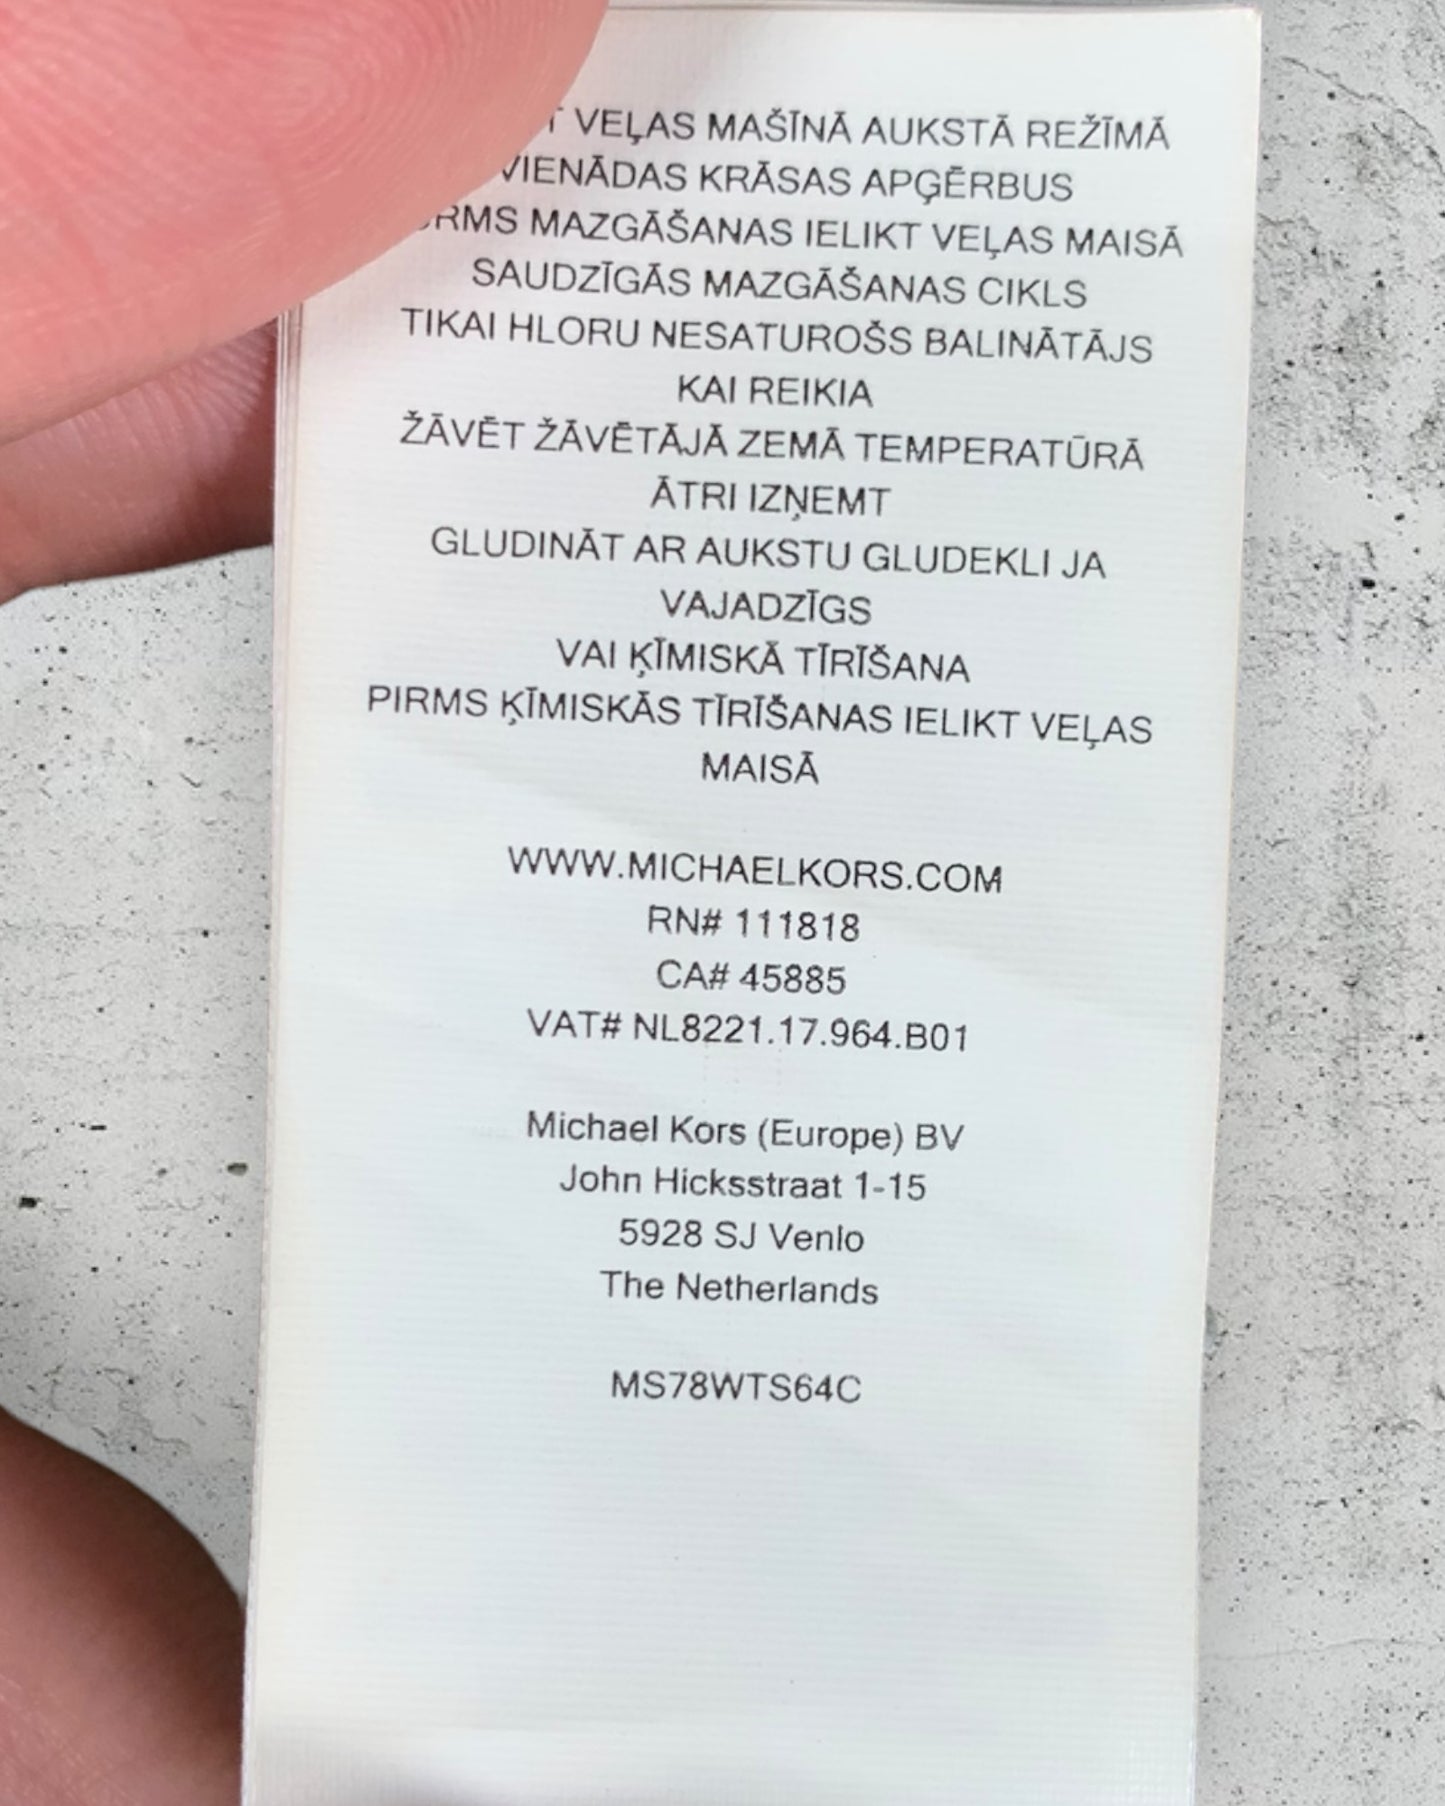 VEĻAS MAŠĪNĀ AUKSTĀ REŽĪMĀ
VIENĀDAS KRĀSAS APĢĒRBUS
MAZGĀŠANAS IELIKT VEĻAS MAISĀ
SAUDZĪGĀS MAZGĀŠANAS CIKLS
TIKAI HLORU NESATUROŠS BALINĀTĀJS
KAI REIKIA
ŽĀVĒT ŽĀVĒTĀJĀ ZEMĀ TEMPERATŪRĀ
ĀTRI IZŅEMT
GLUDINĀT AR AUKSTU GLUDEKLI JA
VAJADZĪGS
VAI ĶĪMISKĀ TĪRĪŠANA
PIRMS ĶĪMISKĀS TĪRĪŠANAS IELIKT VEĻAS
MAISĀ
WWW.MICHAELKORS.COM
RN# 111818
CA# 45885
VAT# NL8221.17.964.B01
Michael Kors (Europe) BV
John Hicksstraat 1-15
5928 SJ Venlo
The Netherlands
MS78WTS64C